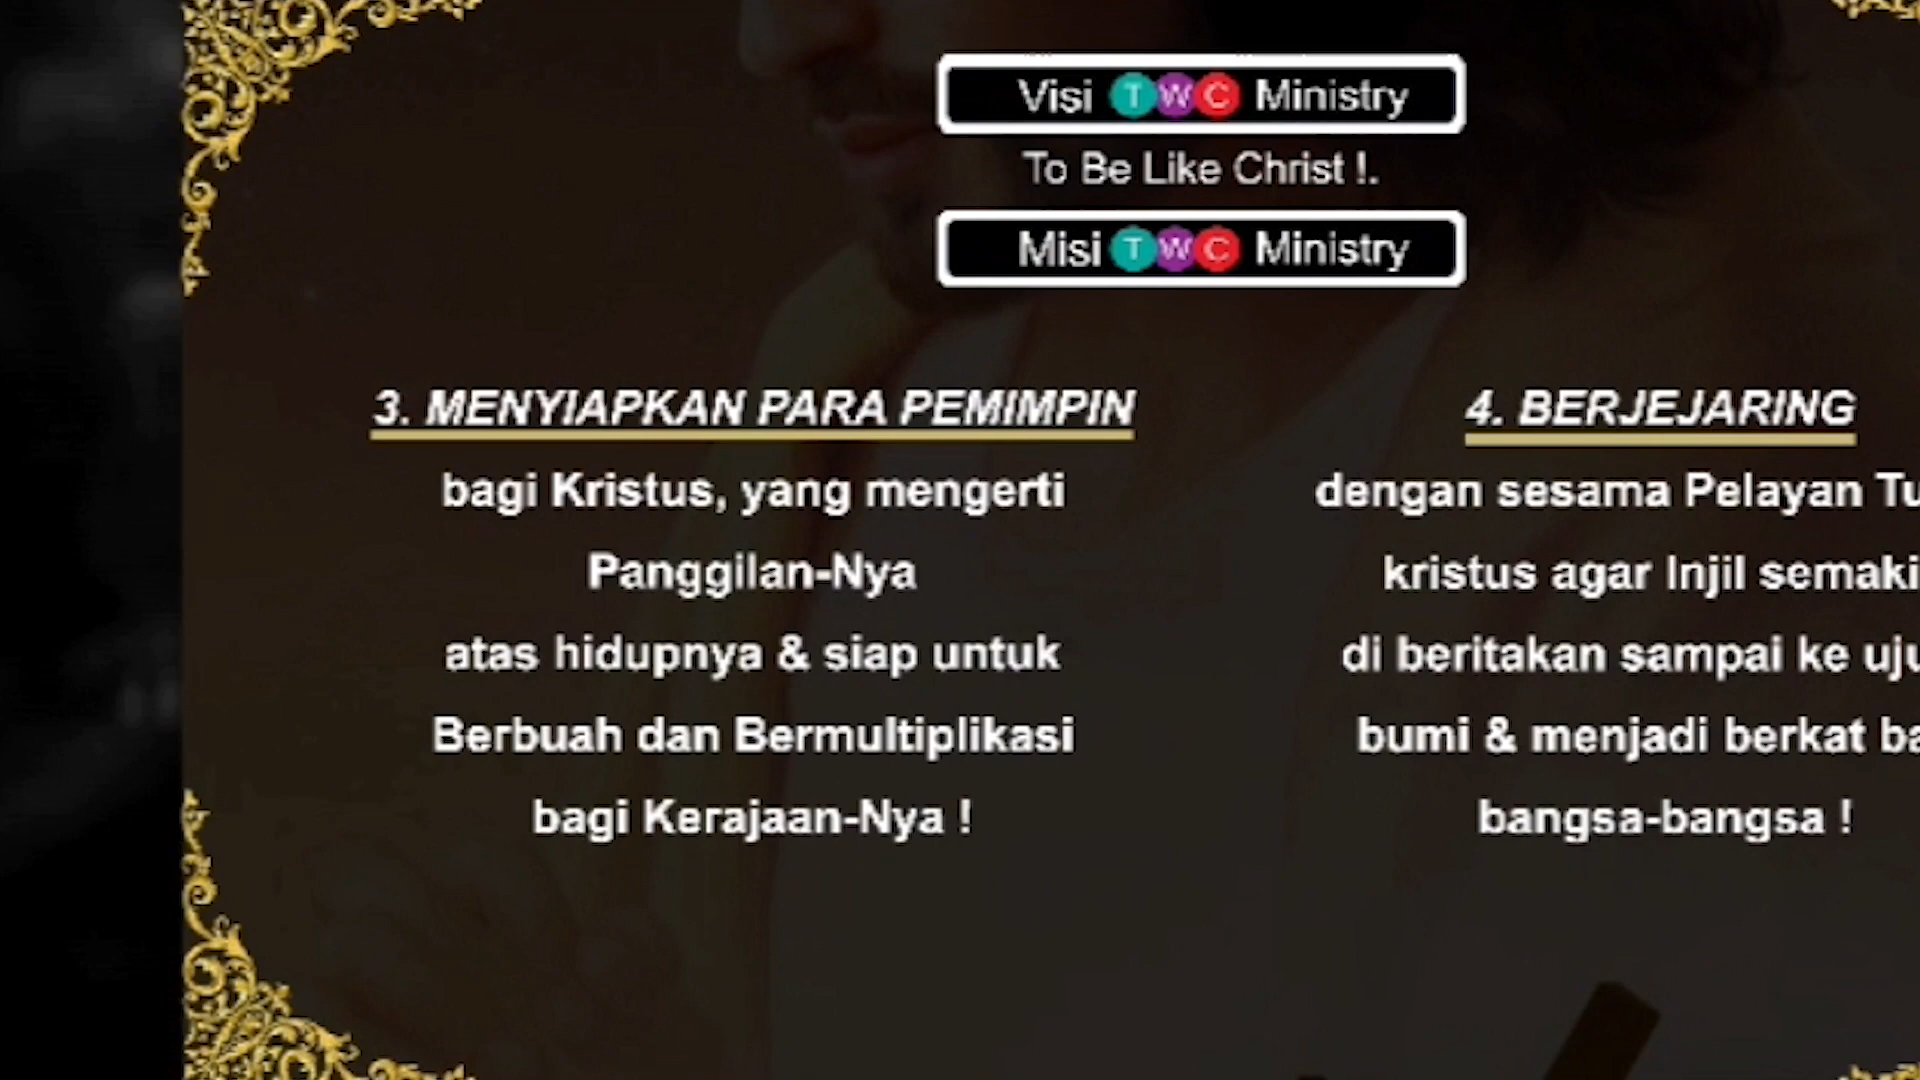 Visi TWC Ministry
To Be Like Christ !.
Misi TWC Ministry
3. MENYIAPKAN PARA PEMIMPIN
bagi Kristus, yang mengerti
Panggilan-Nya
atas hidupnya & siap untuk
Berbuah dan Bermultiplikasi
bagi Kerajaan-Nya !
4. BERJEJARING
dengan sesama Pelayan
kristus agar Injil
di beritakan sampai ke
bumi & menjadi berkat
bangsa-bangsa !